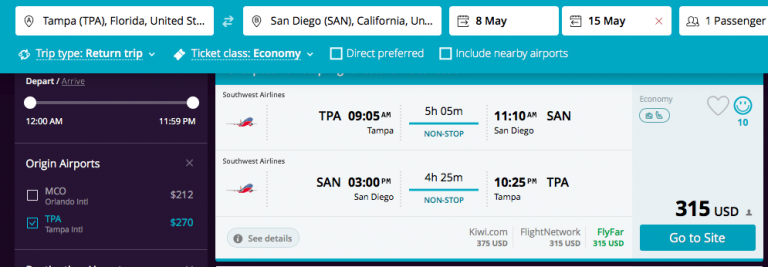 Tampa (TPA), Florida, United St...
San Diego (SAN), California, Un...
8 May
15 May
1 Passenger
Trip type: Return trip
Ticket class: Economy
Direct preferred
Include nearby airports
Depart / Arrive
12:00 AM 11:59 PM
Origin Airports
MCO $212
Orlando Intl
TPA $270
Tampa Intl
Southwest Airlines
TPA 09:05 AM 5h 05m 11:10 AM SAN
Tampa NON-STOP San Diego
Southwest Airlines
SAN 03:00 PM 4h 25m 10:25 PM TPA
San Diego NON-STOP Tampa
See details
Kiwi.com FlightNetwork FlyFar
375 USD 315 USD 315 USD
Economy
10
315 USD
Go to Site